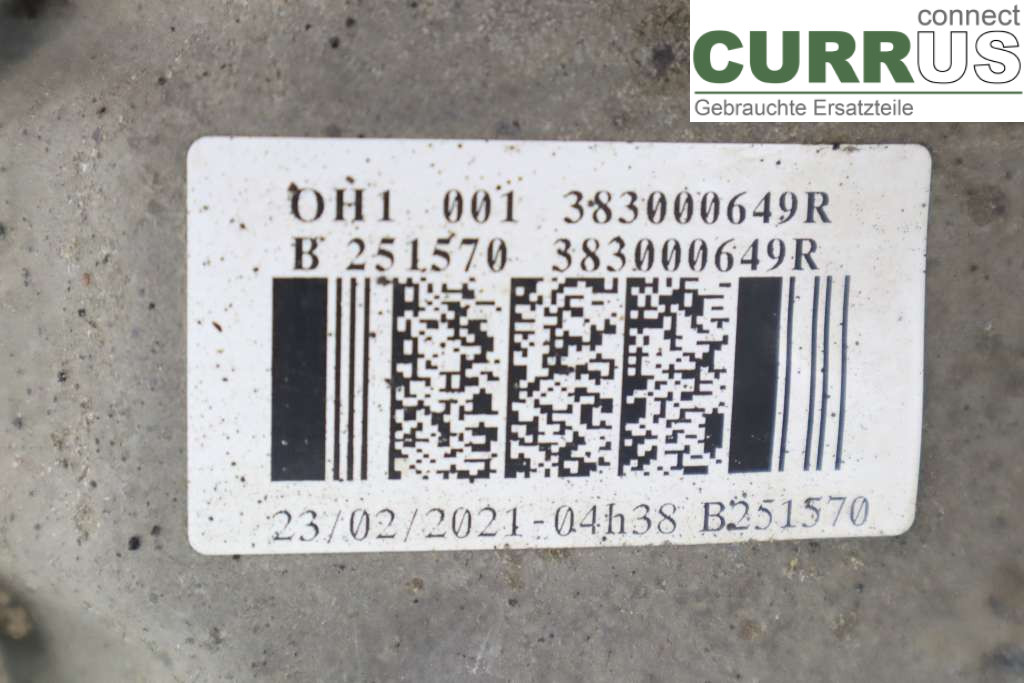 connect
CURRUS
Gebrauchte Ersatzteile
OH1 001 383000649R
B 251570 383000649R
23/02/2021-04h38 B251570